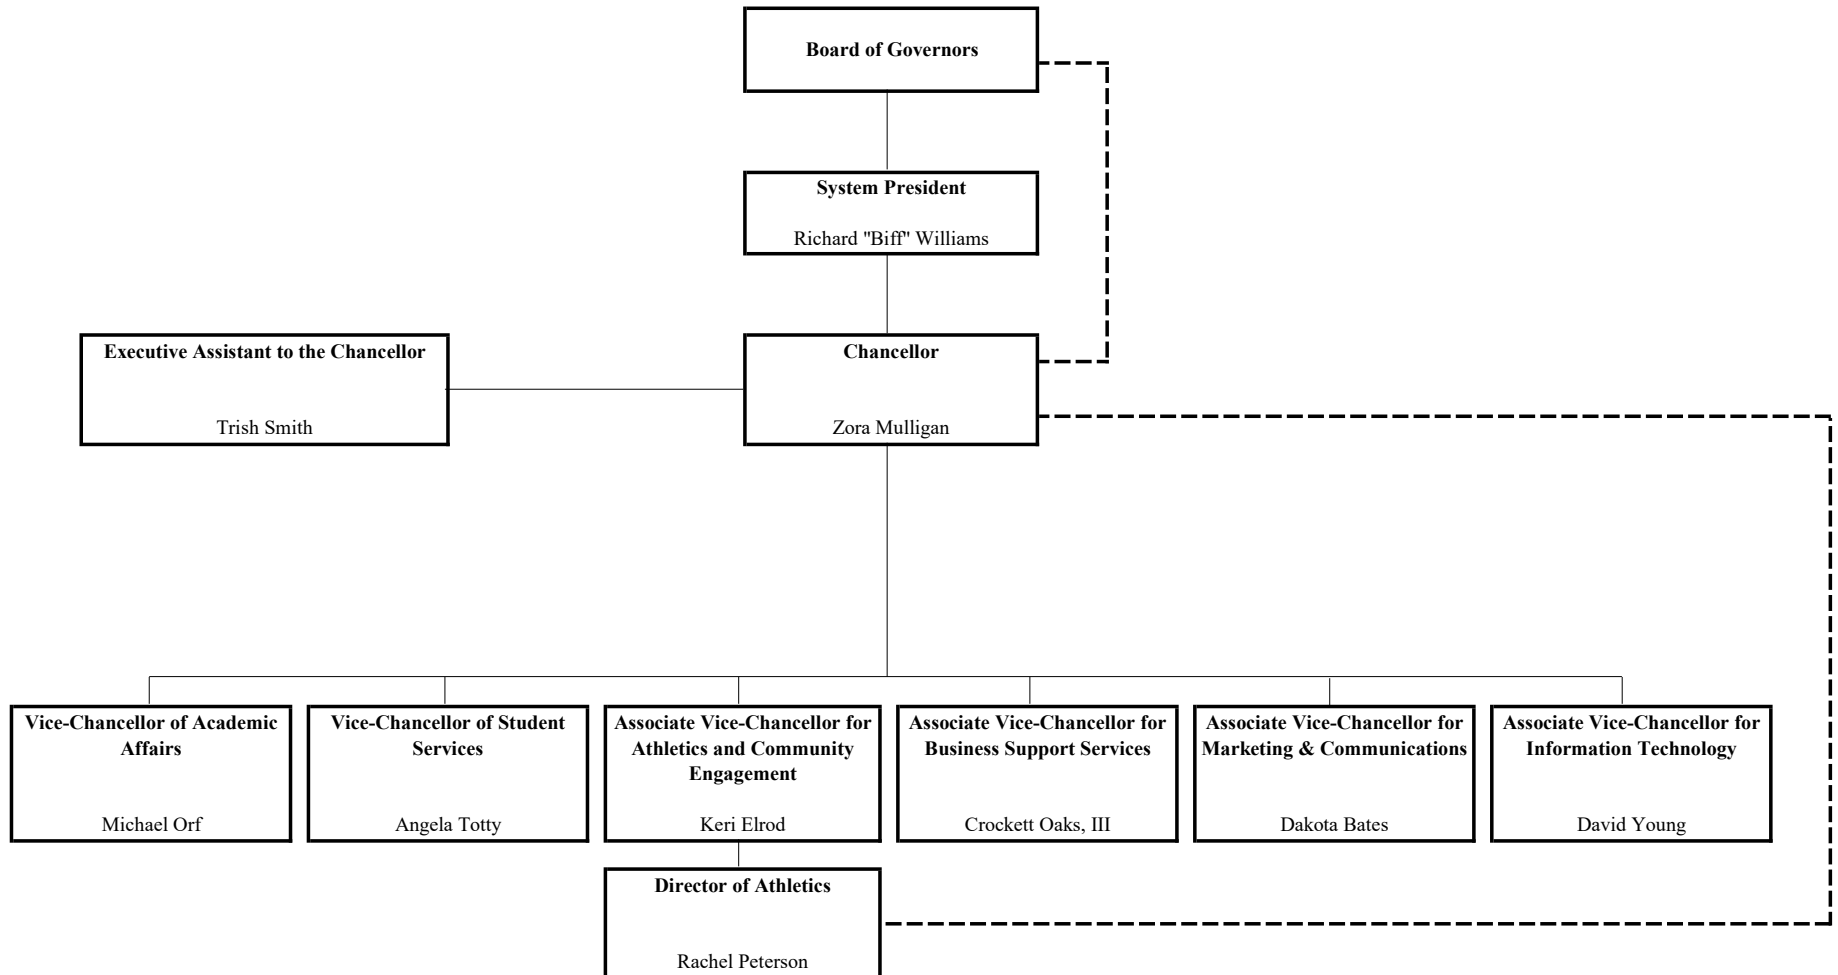 Board of Governors
System President
Richard "Biff" Williams
Executive Assistant to the Chancellor
Trish Smith
Chancellor
Zora Mulligan
Vice-Chancellor of Academic
Affairs
Michael Orf
Vice-Chancellor of Student
Services
Angela Totty
Associate Vice-Chancellor for
Athletics and Community
Engagement
Keri Elrod
Associate Vice-Chancellor for
Business Support Services
Crockett Oaks, III
Associate Vice-Chancellor for
Marketing & Communications
Dakota Bates
Associate Vice-Chancellor for
Information Technology
David Young
Director of Athletics
Rachel Peterson